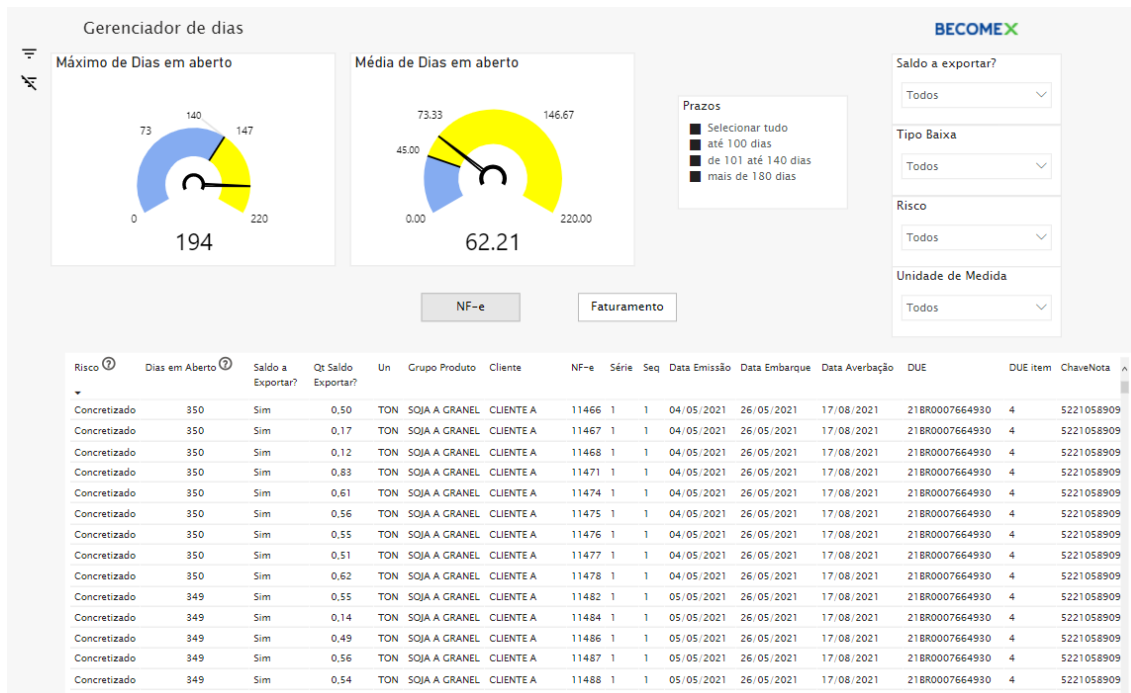 Gerenciador de dias
BECOMEX
Máximo de Dias em aberto
140
73
147
0
220
194
Média de Dias em aberto
73.33
146.67
45.00
0.00
220.00
62.21
Prazos
Selecionar tudo
até 100 dias
de 101 até 140 dias
mais de 180 dias
Saldo a exportar?
Todos
Tipo Baixa
Todos
Risco
Todos
Unidade de Medida
Todos
NF-e
Faturamento
Risco Dias em Aberto Saldo a Exportar? Qt Saldo Exportar? Un Grupo Produto Cliente NF-e Série Seq Data Emissão Data Embarque Data Averbação DUE DUE item ChaveNota
Concretizado 350 Sim 0,50 TON SOJA A GRANEL CLIENTE A 11466 1 1 04/05/2021 26/05/2021 17/08/2021 21BR0007664930 4 5221058909
Concretizado 350 Sim 0,17 TON SOJA A GRANEL CLIENTE A 11467 1 1 04/05/2021 26/05/2021 17/08/2021 21BR0007664930 4 5221058909
Concretizado 350 Sim 0,12 TON SOJA A GRANEL CLIENTE A 11468 1 1 04/05/2021 26/05/2021 17/08/2021 21BR0007664930 4 5221058909
Concretizado 350 Sim 0,83 TON SOJA A GRANEL CLIENTE A 11471 1 1 04/05/2021 26/05/2021 17/08/2021 21BR0007664930 4 5221058909
Concretizado 350 Sim 0,61 TON SOJA A GRANEL CLIENTE A 11474 1 1 04/05/2021 26/05/2021 17/08/2021 21BR0007664930 4 5221058909
Concretizado 350 Sim 0,56 TON SOJA A GRANEL CLIENTE A 11475 1 1 04/05/2021 26/05/2021 17/08/2021 21BR0007664930 4 5221058909
Concretizado 350 Sim 0,55 TON SOJA A GRANEL CLIENTE A 11476 1 1 04/05/2021 26/05/2021 17/08/2021 21BR0007664930 4 5221058909
Concretizado 350 Sim 0,51 TON SOJA A GRANEL CLIENTE A 11477 1 1 04/05/2021 26/05/2021 17/08/2021 21BR0007664930 4 5221058909
Concretizado 350 Sim 0,62 TON SOJA A GRANEL CLIENTE A 11478 1 1 04/05/2021 26/05/2021 17/08/2021 21BR0007664930 4 5221058909
Concretizado 349 Sim 0,55 TON SOJA A GRANEL CLIENTE A 11482 1 1 05/05/2021 26/05/2021 17/08/2021 21BR0007664930 4 5221058909
Concretizado 349 Sim 0,14 TON SOJA A GRANEL CLIENTE A 11484 1 1 05/05/2021 26/05/2021 17/08/2021 21BR0007664930 4 5221058909
Concretizado 349 Sim 0,49 TON SOJA A GRANEL CLIENTE A 11486 1 1 05/05/2021 26/05/2021 17/08/2021 21BR0007664930 4 5221058909
Concretizado 349 Sim 0,56 TON SOJA A GRANEL CLIENTE A 11487 1 1 05/05/2021 26/05/2021 17/08/2021 21BR0007664930 4 5221058909
Concretizado 349 Sim 0,54 TON SOJA A GRANEL CLIENTE A 11488 1 1 05/05/2021 26/05/2021 17/08/2021 21BR0007664930 4 5221058909